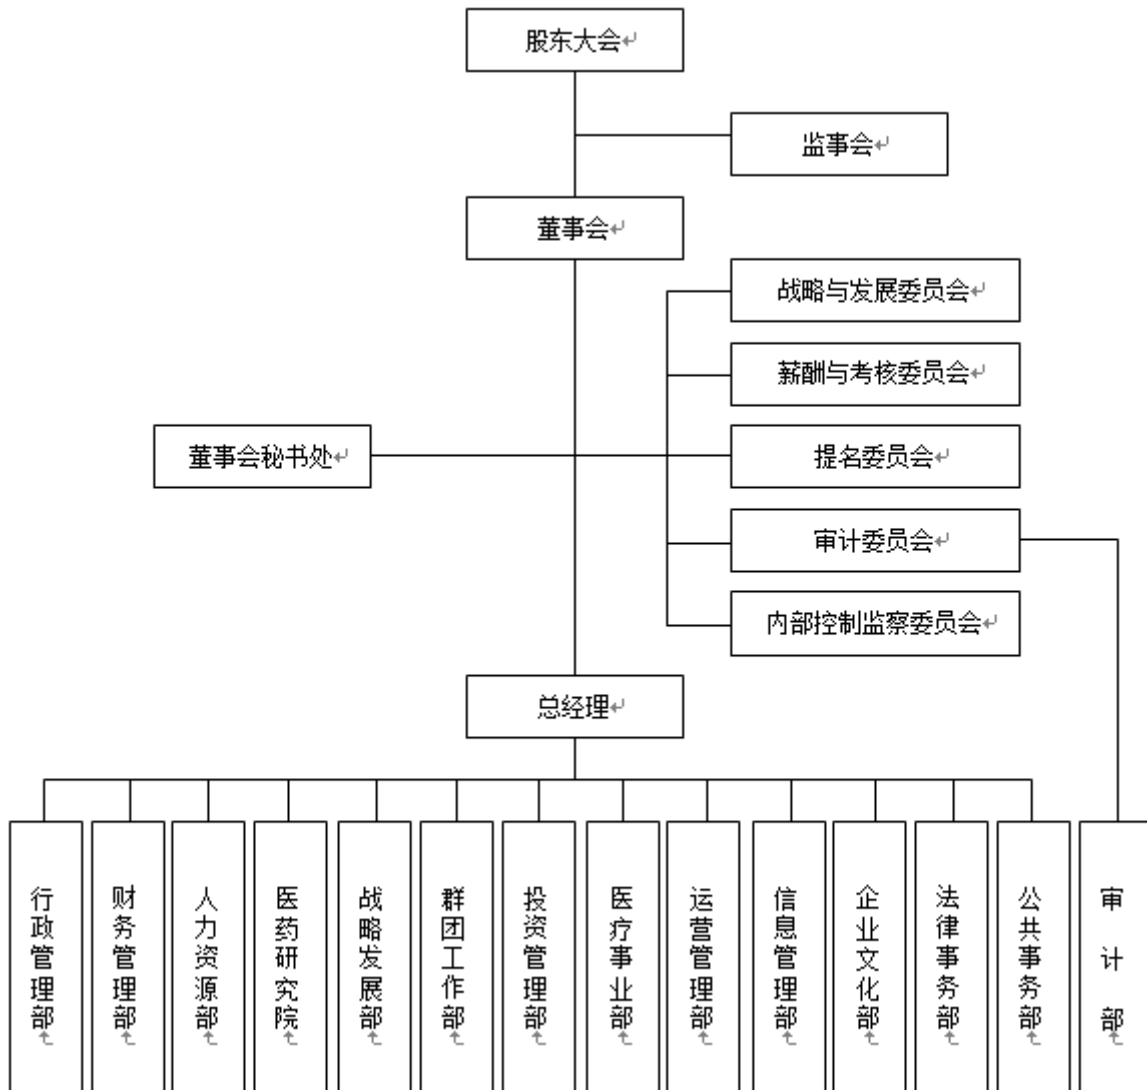 股东大会
监事会
董事会
战略与发展委员会
薪酬与考核委员会
董事会秘书处
提名委员会
审计委员会
内部控制监察委员会
总经理
行政管理部
财务管理部
人力资源部
医药研究院
战略发展部
群团工作部
投资管理部
医疗事业部
运营管理部
信息管理部
企业文化部
法律事务部
公共事务部
审计部